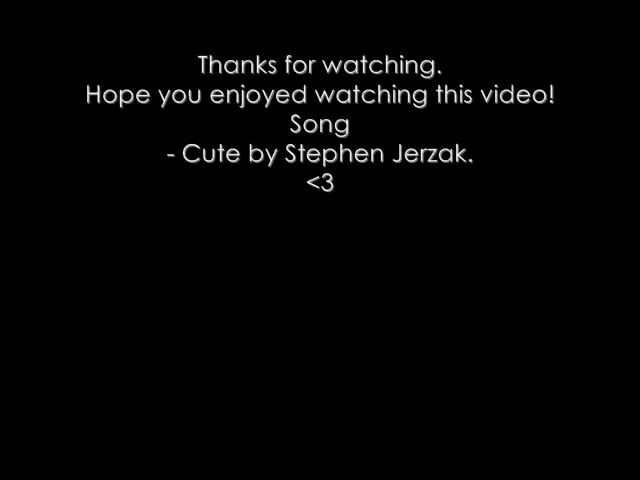 Thanks for watching.
Hope you enjoyed watching this video!
Song
- Cute by Stephen Jerzak.
<3